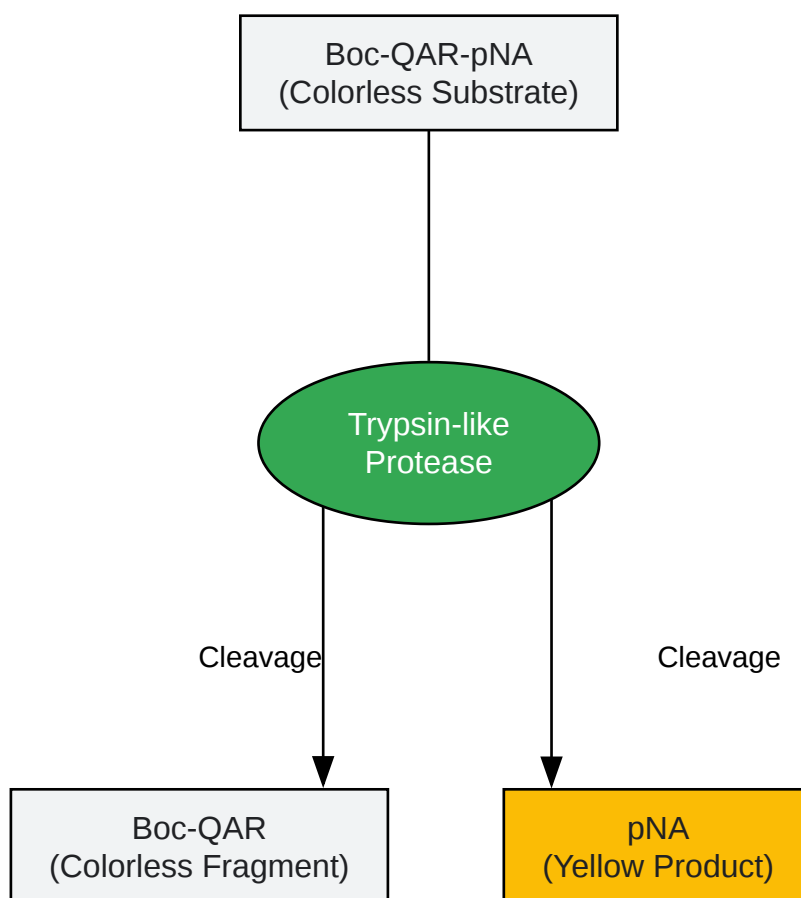 Boc-QAR-pNA
(Colorless Substrate)
Trypsin-like
Protease
Cleavage
Cleavage
Boc-QAR
(Colorless Fragment)
pNA
(Yellow Product)